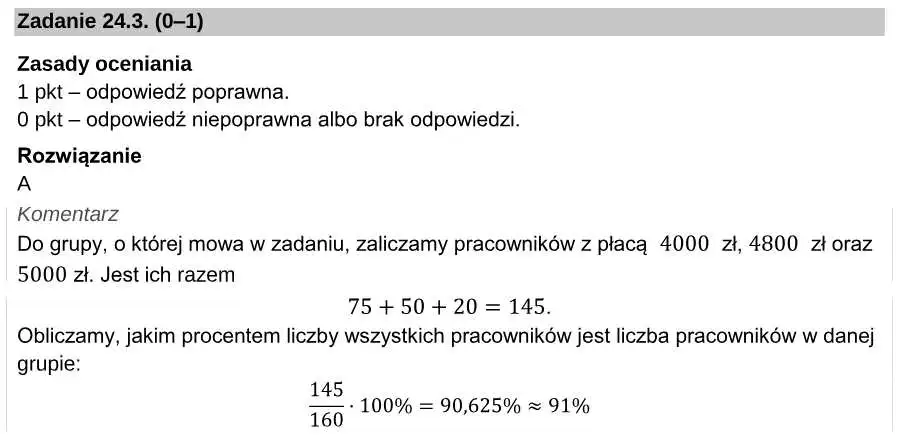 Zadanie 24.3. (0–1)
Zasady oceniania
1 pkt – odpowiedź poprawna.
0 pkt – odpowiedź niepoprawna albo brak odpowiedzi.
Rozwiązanie
A
Komentarz
Do grupy, o której mowa w zadaniu, zaliczamy pracowników z płacą 4000 zł, 4800 zł oraz
5000 zł. Jest ich razem
75 + 50 + 20 = 145.
Obliczamy, jakim procentem liczby wszystkich pracowników jest liczba pracowników w danej
grupie:
145/160 · 100% = 90,625% ≈ 91%